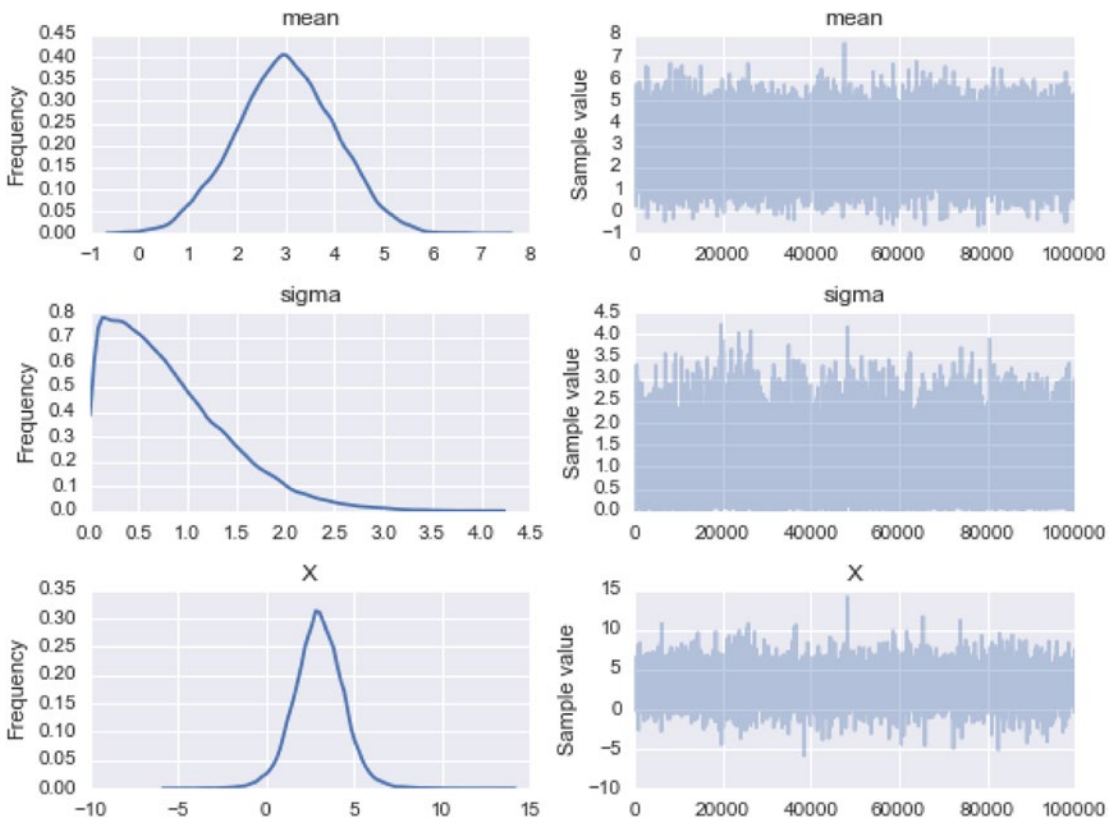 mean
0.45
0.40
0.35
0.30
0.25
0.20
0.15
0.10
0.05
0.00
Frequency
−1 0 1 2 3 4 5 6 7 8
mean
8
7
6
5
4
3
2
1
0
−1
Sample value
0 20000 40000 60000 80000 100000
sigma
0.8
0.7
0.6
0.5
0.4
0.3
0.2
0.1
0.0
Frequency
0.0 0.5 1.0 1.5 2.0 2.5 3.0 3.5 4.0 4.5
sigma
4.5
4.0
3.5
3.0
2.5
2.0
1.5
1.0
0.5
0.0
Sample value
0 20000 40000 60000 80000 100000
X
0.35
0.30
0.25
0.20
0.15
0.10
0.05
0.00
Frequency
−10 −5 0 5 10 15
X
15
10
5
0
−5
−10
Sample value
0 20000 40000 60000 80000 100000